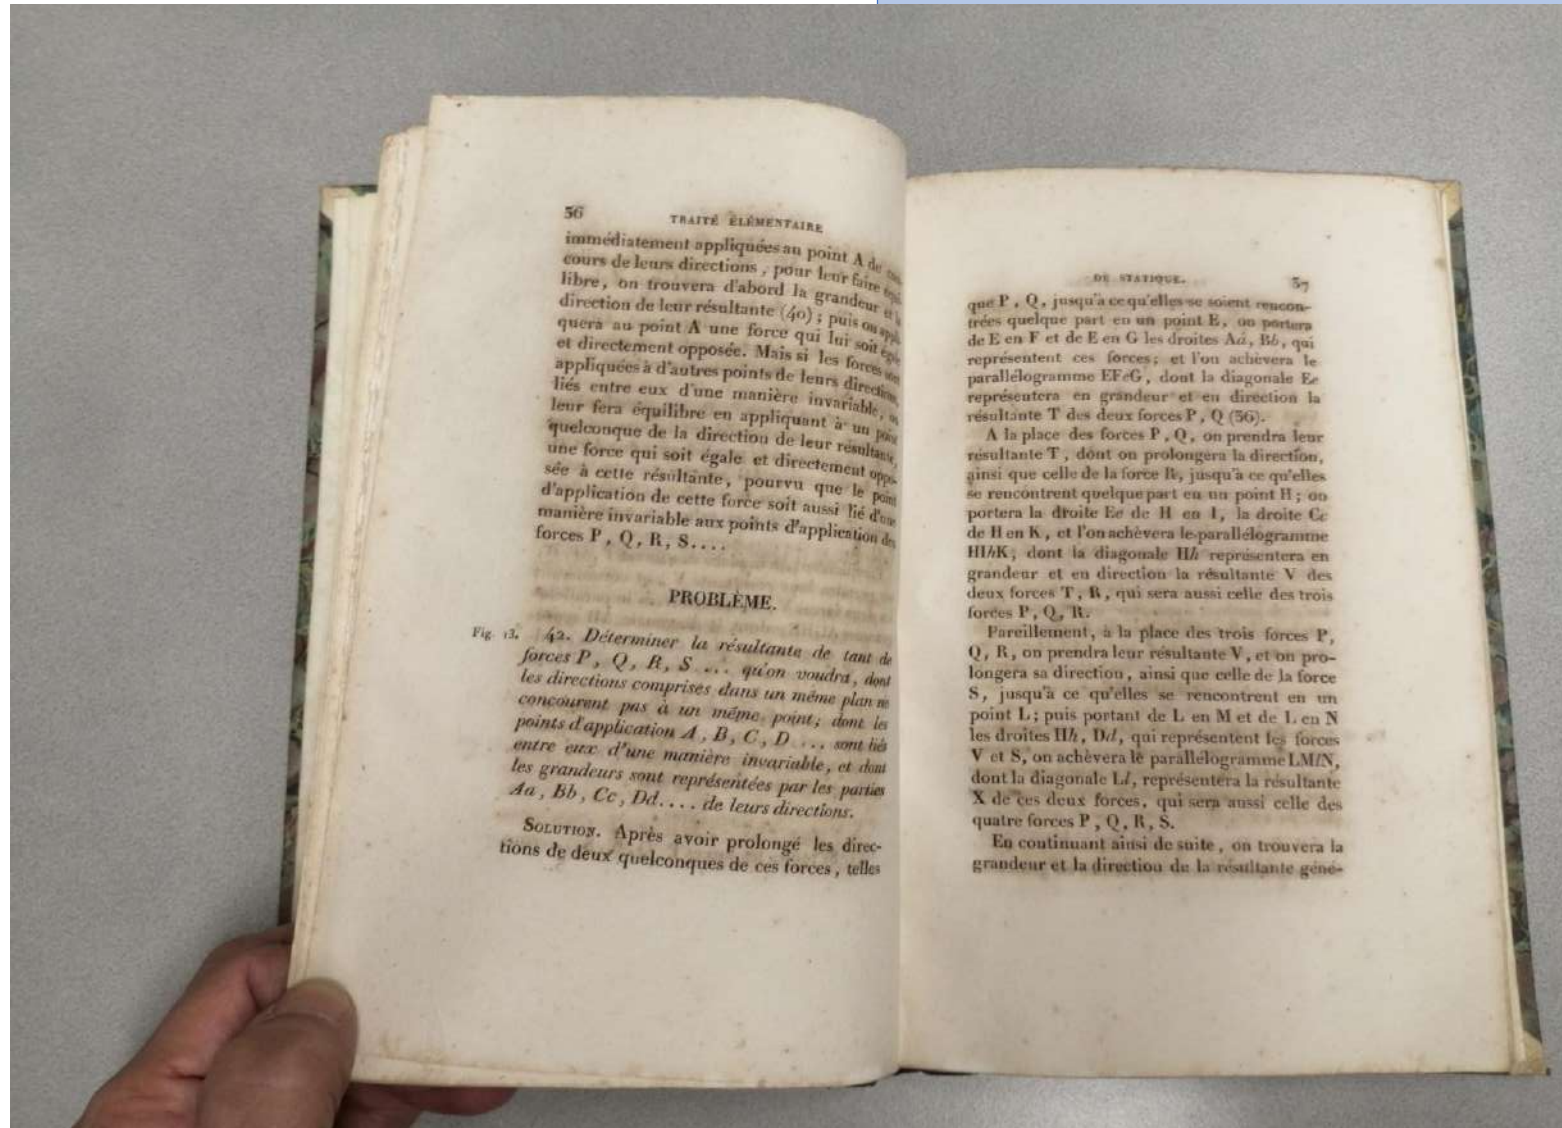 36 TRAITÉ ÉLÉMENTAIRE
immédiatement appliquées au point A de
cours de leurs directions, pour leur faire équi-
libre, on trouvera d'abord la grandeur et la
direction de leur résultante (40); puis on appli-
quera au point A une force qui lui soit égale
et directement opposée. Mais si les forces sont
appliquées à d'autres points de leurs directions,
liés entre eux d'une manière invariable, on
leur fera équilibre en appliquant à un point
quelconque de la direction de leur résultante,
une force qui soit égale et directement oppo-
sée à cette résultante, pourvu que le point
d'application de cette force soit aussi lié d'une
manière invariable aux points d'application des
forces P, Q, R, S....
PROBLÈME.
Fig. 13. 42. Déterminer la résultante de tant de
forces P, Q, R, S ... qu'on voudra, dont
les directions comprises dans un même plan ne
concourent pas à un même point; dont les
points d'application A, B, C, D ... sont liés
entre eux d'une manière invariable, et dont
les grandeurs sont représentées par les parties
Aa, Bb, Cc, Dd.... de leurs directions.
SOLUTION. Après avoir prolongé les direc-
tions de deux quelconques de ces forces, telles
DE STATIQUE. 37
que P, Q, jusqu'à ce qu'elles se soient rencon-
trées quelque part en un point E, on portera
de E en F et de E en G les droites Aa, Bb, qui
représentent ces forces; et l'on achèvera le
parallélogramme EFeG, dont la diagonale Ee
représentera en grandeur et en direction la
résultante T des deux forces P, Q (36).
A la place des forces P, Q, on prendra leur
résultante T, dont on prolongera la direction,
ainsi que celle de la force R, jusqu'à ce qu'elles
se rencontrent quelque part en un point H; on
portera la droite Ee de H en I, la droite Cc
de H en K, et l'on achèvera le parallélogramme
HIhK, dont la diagonale Hh représentera en
grandeur et en direction la résultante V des
deux forces T, R, qui sera aussi celle des trois
forces P, Q, R.
Pareillement, à la place des trois forces P,
Q, R, on prendra leur résultante V, et on pro-
longera sa direction, ainsi que celle de la force
S, jusqu'à ce qu'elles se rencontrent en un
point L; puis portant de L en M et de L en N
les droites Hh, Dd, qui représentent les forces
V et S, on achèvera le parallélogramme LMlN,
dont la diagonale Ll, représentera la résultante
X de ces deux forces, qui sera aussi celle des
quatre forces P, Q, R, S.
En continuant ainsi de suite, on trouvera la
grandeur et la direction de la résultante géné-